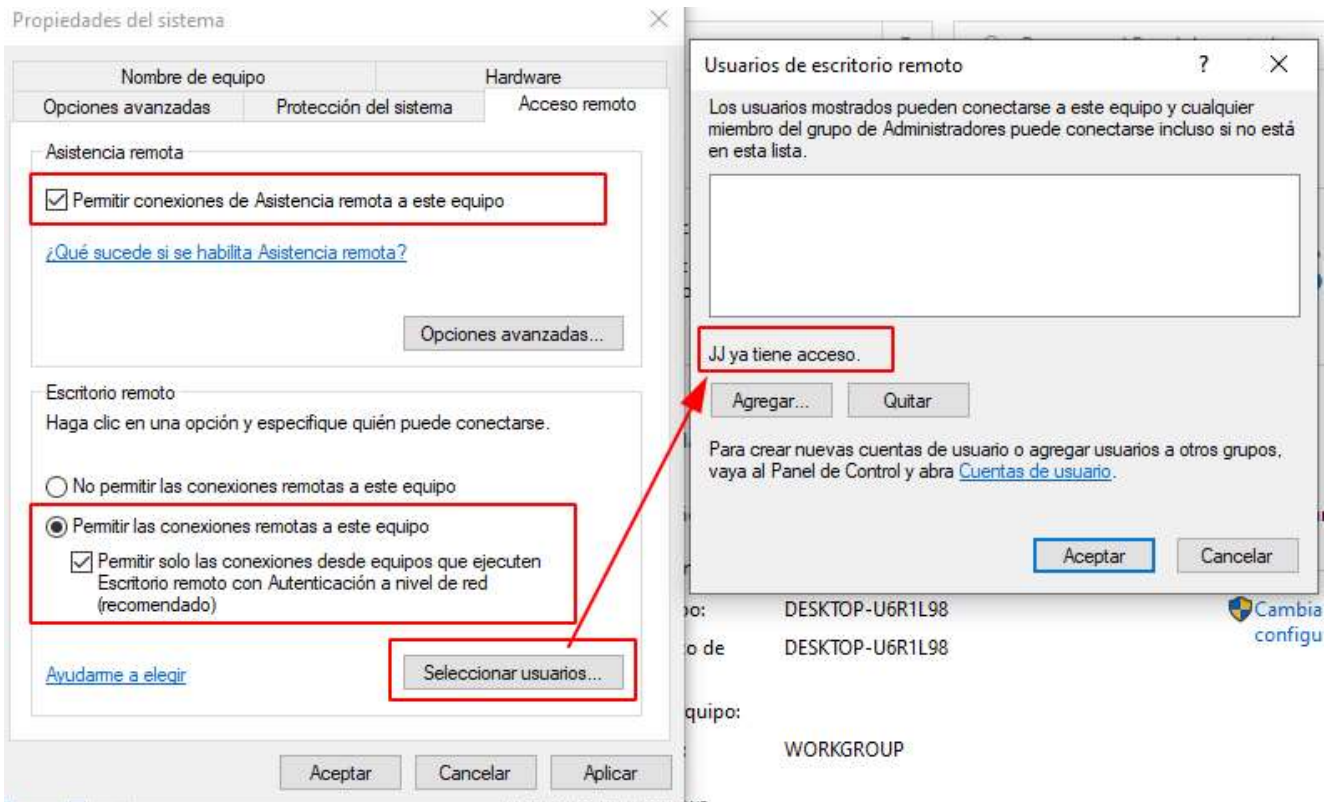 Propiedades del sistema
Nombre de equipo
Hardware
Opciones avanzadas
Protección del sistema
Acceso remoto
Asistencia remota
Permitir conexiones de Asistencia remota a este equipo
¿Qué sucede si se habilita Asistencia remota?
Opciones avanzadas...
Escritorio remoto
Haga clic en una opción y especifique quién puede conectarse.
No permitir las conexiones remotas a este equipo
Permitir las conexiones remotas a este equipo
Permitir solo las conexiones desde equipos que ejecuten
Escritorio remoto con Autenticación a nivel de red
(recomendado)
Ayudarme a elegir
Seleccionar usuarios...
Aceptar
Cancelar
Aplicar
Usuarios de escritorio remoto
?
Los usuarios mostrados pueden conectarse a este equipo y cualquier
miembro del grupo de Administradores puede conectarse incluso si no está
en esta lista.
JJ ya tiene acceso.
Agregar...
Quitar
Para crear nuevas cuentas de usuario o agregar usuarios a otros grupos,
vaya al Panel de Control y abra Cuentas de usuario.
Aceptar
Cancelar
DESKTOP-U6R1L98
Cambia
configu
o de
DESKTOP-U6R1L98
quipo:
WORKGROUP